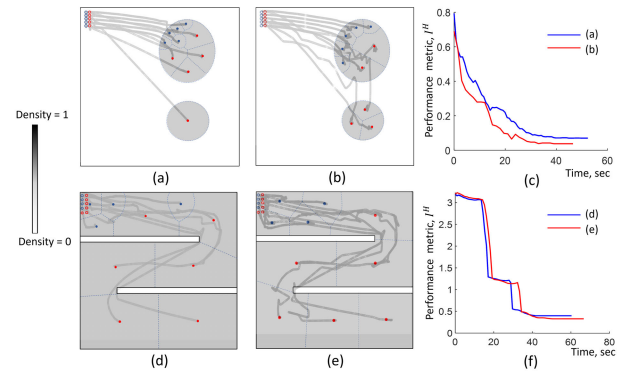 Density = 1
Density = 0
(a)
(b)
Performance metric, I^H
0.8
0.6
0.4
0.2
0
0
20
40
60
Time, sec
(a)
(b)
(c)
(d)
(e)
Performance metric, I^H
3
2.5
2
1.5
1
0.5
0
0
20
40
60
80
Time, sec
(d)
(e)
(f)